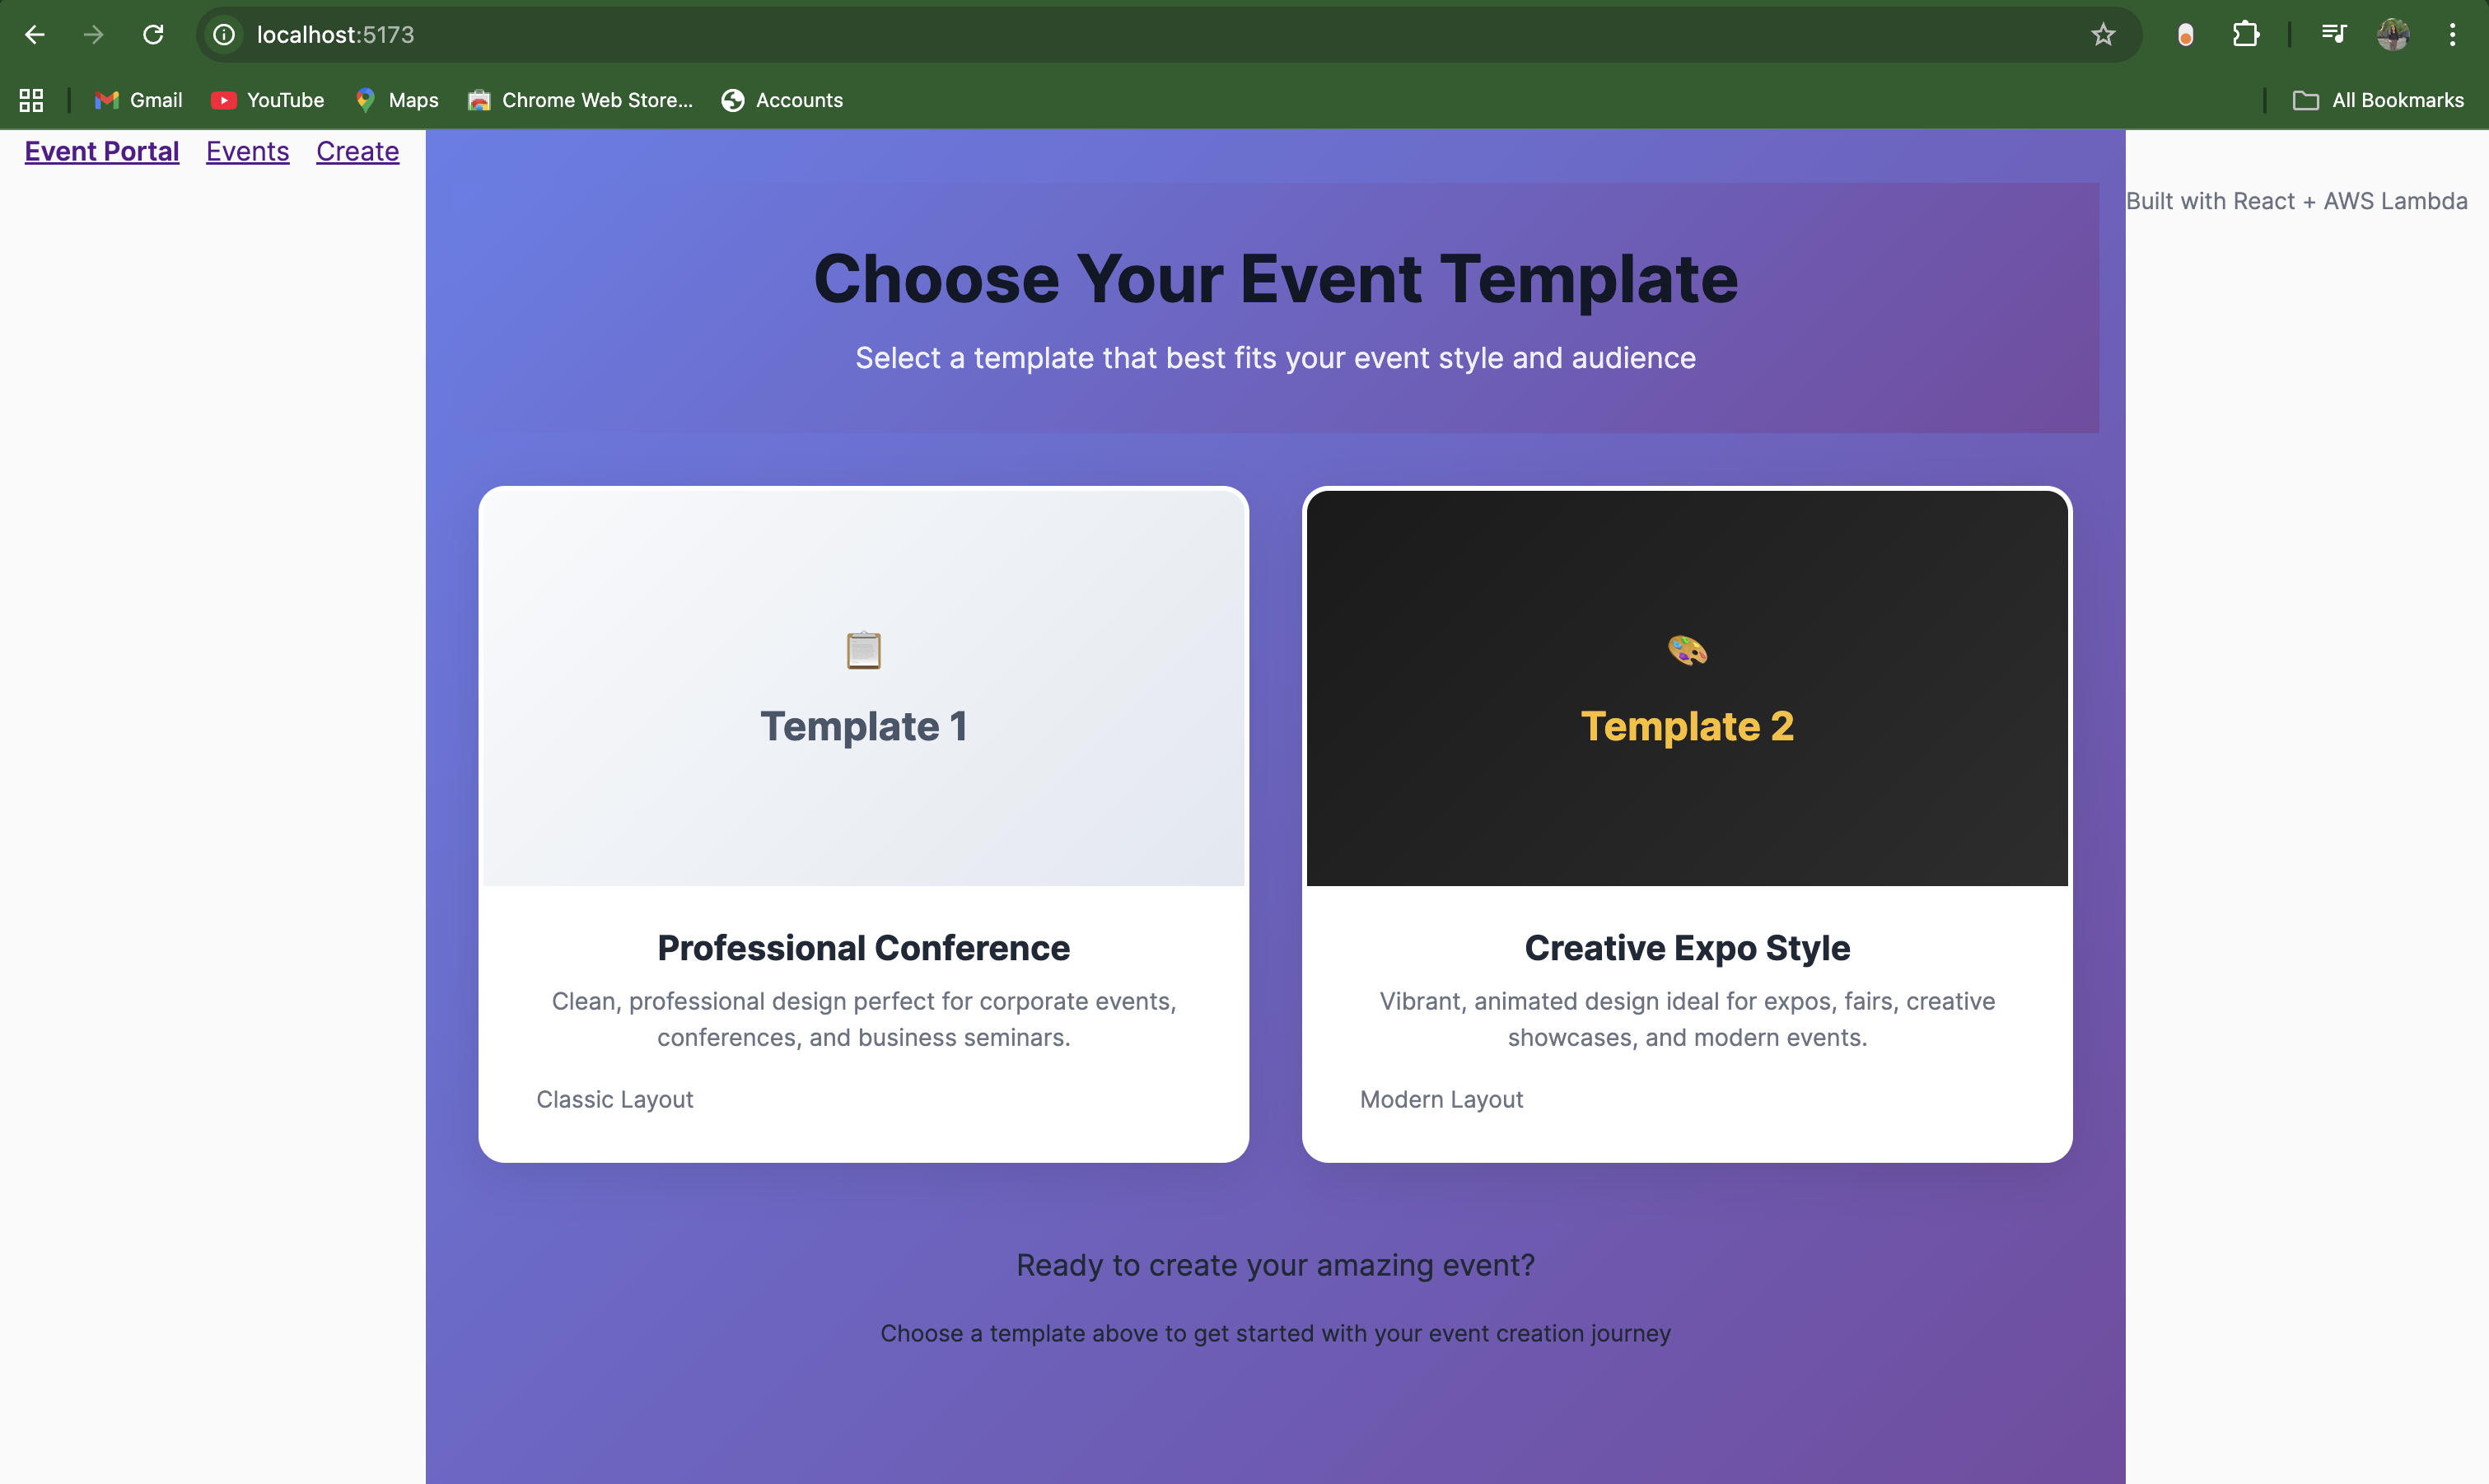 localhost:5173
Gmail
YouTube
Maps
Chrome Web Store...
Accounts
All Bookmarks
Event Portal Events Create
Built with React + AWS Lambda
Choose Your Event Template
Select a template that best fits your event style and audience
Template 1
Professional Conference
Clean, professional design perfect for corporate events,
conferences, and business seminars.
Classic Layout
Template 2
Creative Expo Style
Vibrant, animated design ideal for expos, fairs, creative
showcases, and modern events.
Modern Layout
Ready to create your amazing event?
Choose a template above to get started with your event creation journey